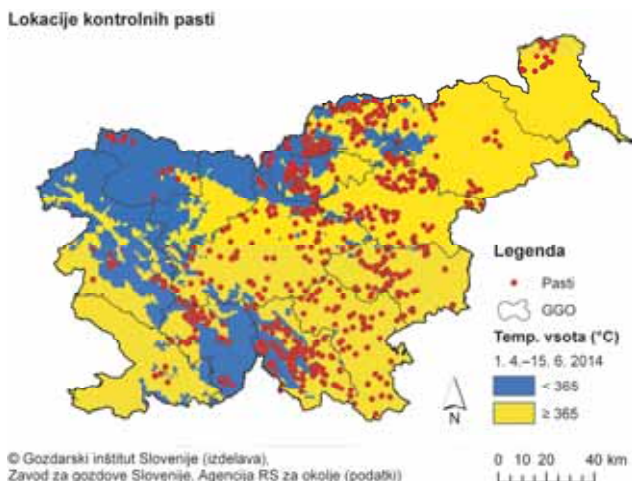 Lokacije kontrolnih pasti
Legenda
Pasti
GGO
Temp. vsota (°C)
1. 4.–15. 6. 2014
< 365
≥ 365
N
© Gozdarski inštitut Slovenije (izdelava),
Zavod za gozdove Slovenije, Agencija RS za okolje (podatki)
0 10 20 40 km